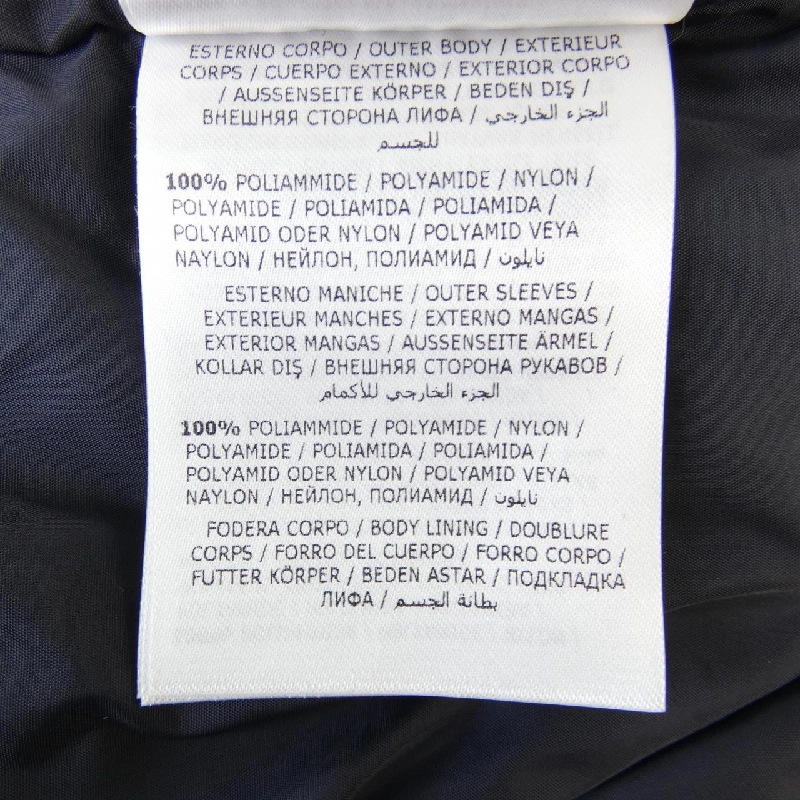 ESTERNO CORPO / OUTER BODY / EXTERIEUR
CORPS / CUERPO EXTERNO / EXTERIOR CORPO
/ AUSSENSEITE KÖRPER / BEDEN DIŞ /
ВНЕШНЯЯ СТОРОНА ЛИФА / الجزء الخارجي
للجسم
100% POLIAMMIDE / POLYAMIDE / NYLON /
POLYAMIDE / POLIAMIDA / POLIAMIDA /
POLYAMID ODER NYLON / POLYAMID VEYA
NAYLON / НЕЙЛОН, ПОЛИАМИД / نايلون
ESTERNO MANICHE / OUTER SLEEVES /
EXTERIEUR MANCHES / EXTERNO MANGAS /
EXTERIOR MANGAS / AUSSENSEITE ÄRMEL /
KOLLAR DIŞ / ВНЕШНЯЯ СТОРОНА РУКАВОВ /
الجزء الخارجي للأكمام
100% POLIAMMIDE / POLYAMIDE / NYLON /
POLYAMIDE / POLIAMIDA / POLIAMIDA /
POLYAMID ODER NYLON / POLYAMID VEYA
NAYLON / НЕЙЛОН, ПОЛИАМИД / نايلون
FODERA CORPO / BODY LINING / DOUBLURE
CORPS / FORRO DEL CUERPO / FORRO CORPO /
FUTTER KÖRPER / BEDEN ASTAR / ПОДКЛАДКА
ЛИФА / بطانة الجسم